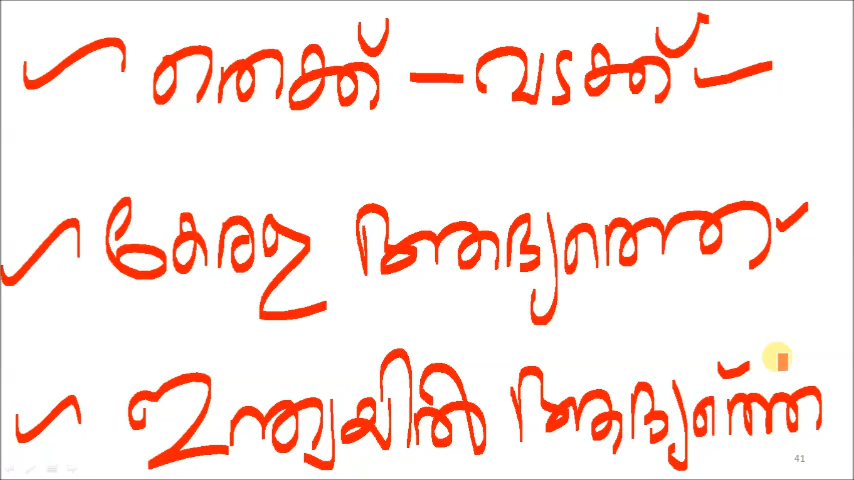 തെക്ക് - വടക്ക് -
കേരള ആദ്യത്തെ
ഇന്ത്യയിൽ ആദ്യത്തെ
41